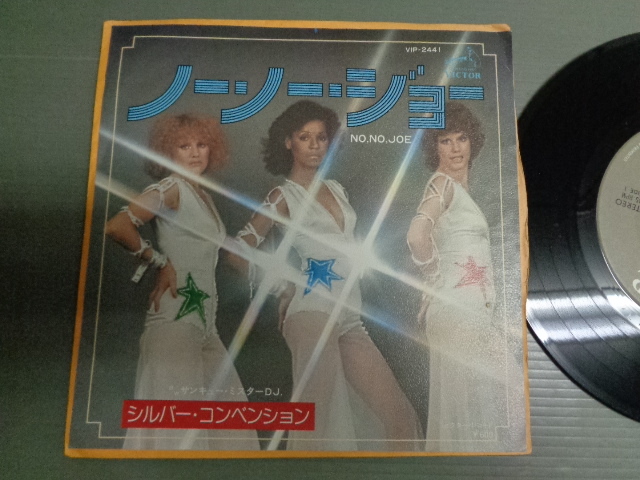 VIP-2441
VICTOR
ノー・ノー・ジョー
NO, NO, JOE
サンキュー・ミスターDJ.
シルバー・コンベンション
STEREO